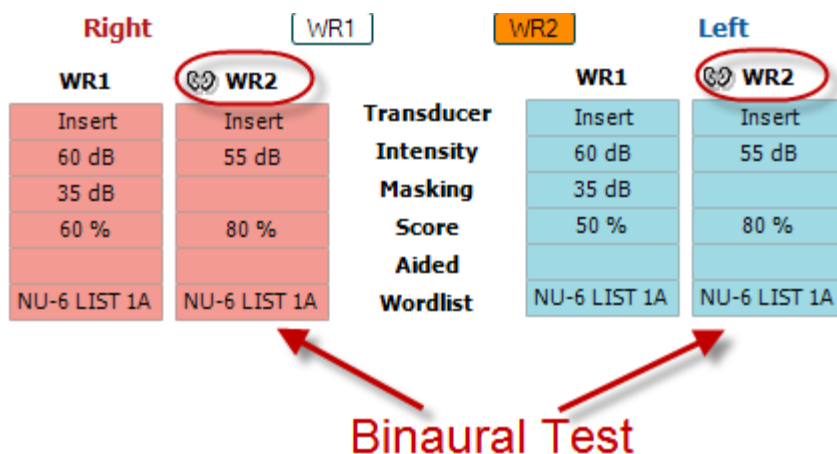 Right WR1 WR2 Left
WR1 WR2 WR1 WR2
Insert Insert Transducer Insert Insert
60 dB 55 dB Intensity 60 dB 55 dB
35 dB Masking 35 dB
60 % 80 % Score 50 % 80 %
Aided
NU-6 LIST 1A NU-6 LIST 1A Wordlist NU-6 LIST 1A NU-6 LIST 1A
Binaural Test